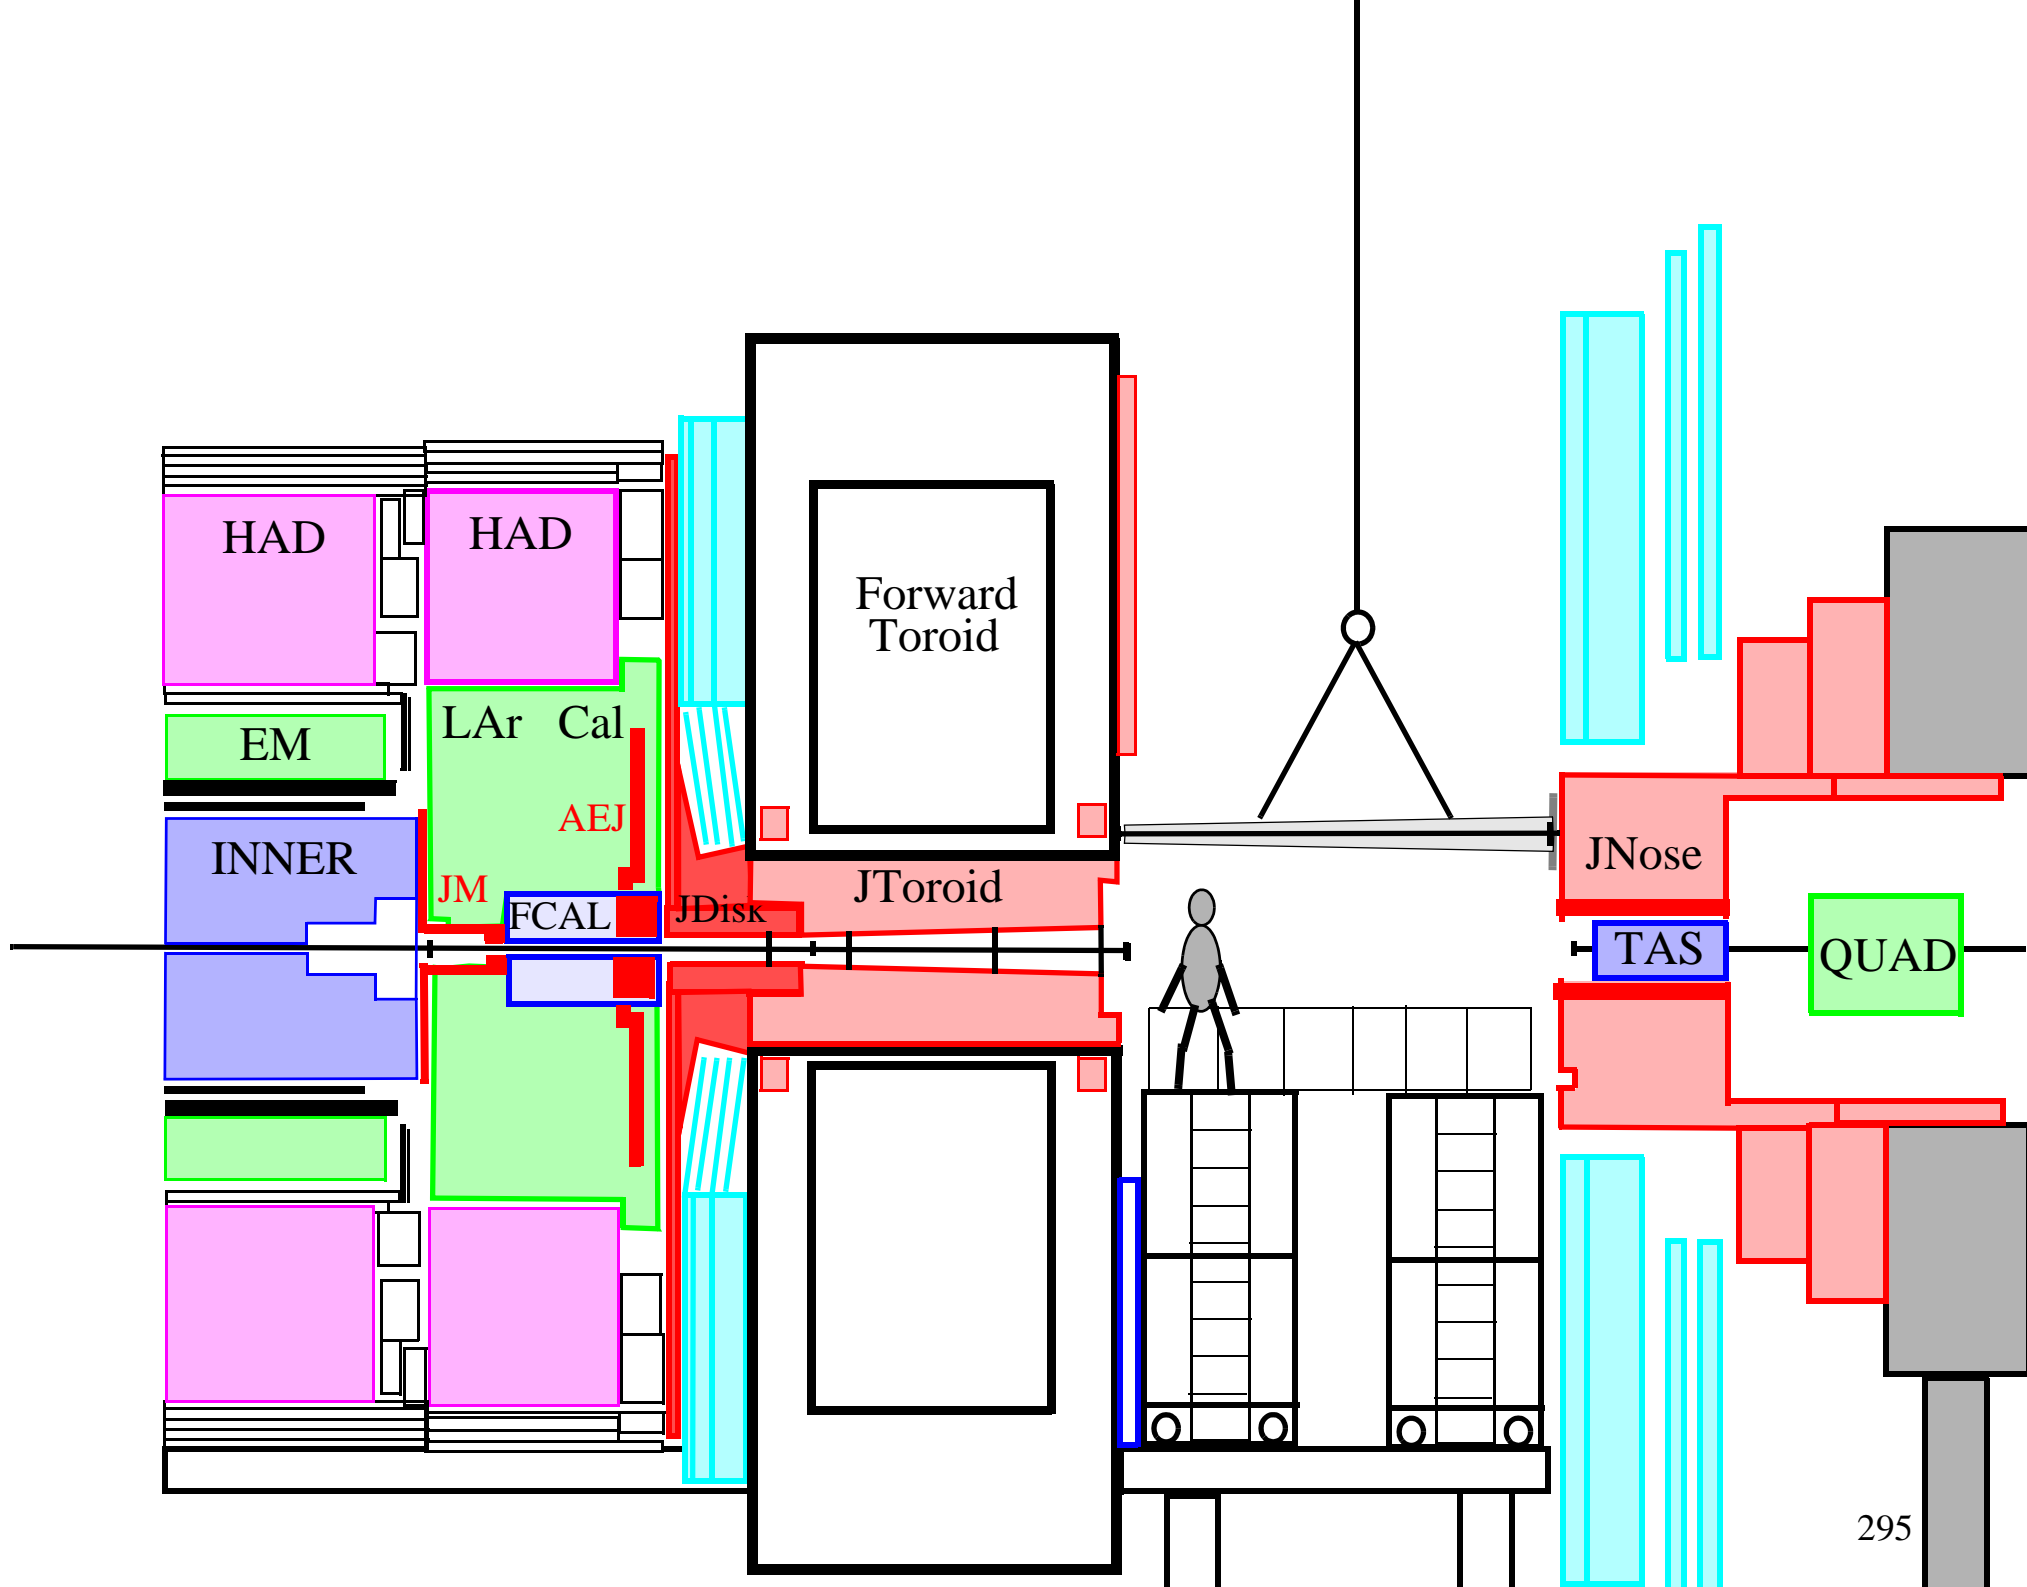 HAD
HAD
Forward
Toroid
LAr Cal
EM
AEJ
INNER
JM
JToroid
JNose
FCAL
JDisk
TAS
QUAD
295